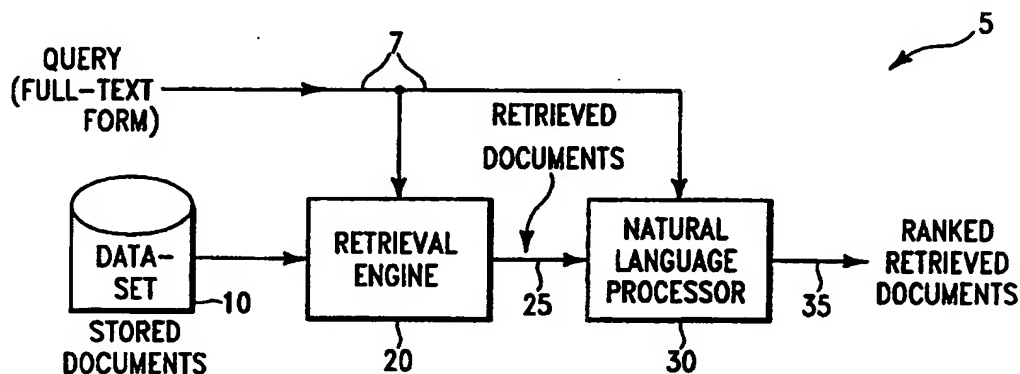 5
7
QUERY
(FULL-TEXT
FORM)
RETRIEVED
DOCUMENTS
DATA-
SET
10
STORED
DOCUMENTS
RETRIEVAL
ENGINE
20
25
NATURAL
LANGUAGE
PROCESSOR
30
35
RANKED
RETRIEVED
DOCUMENTS